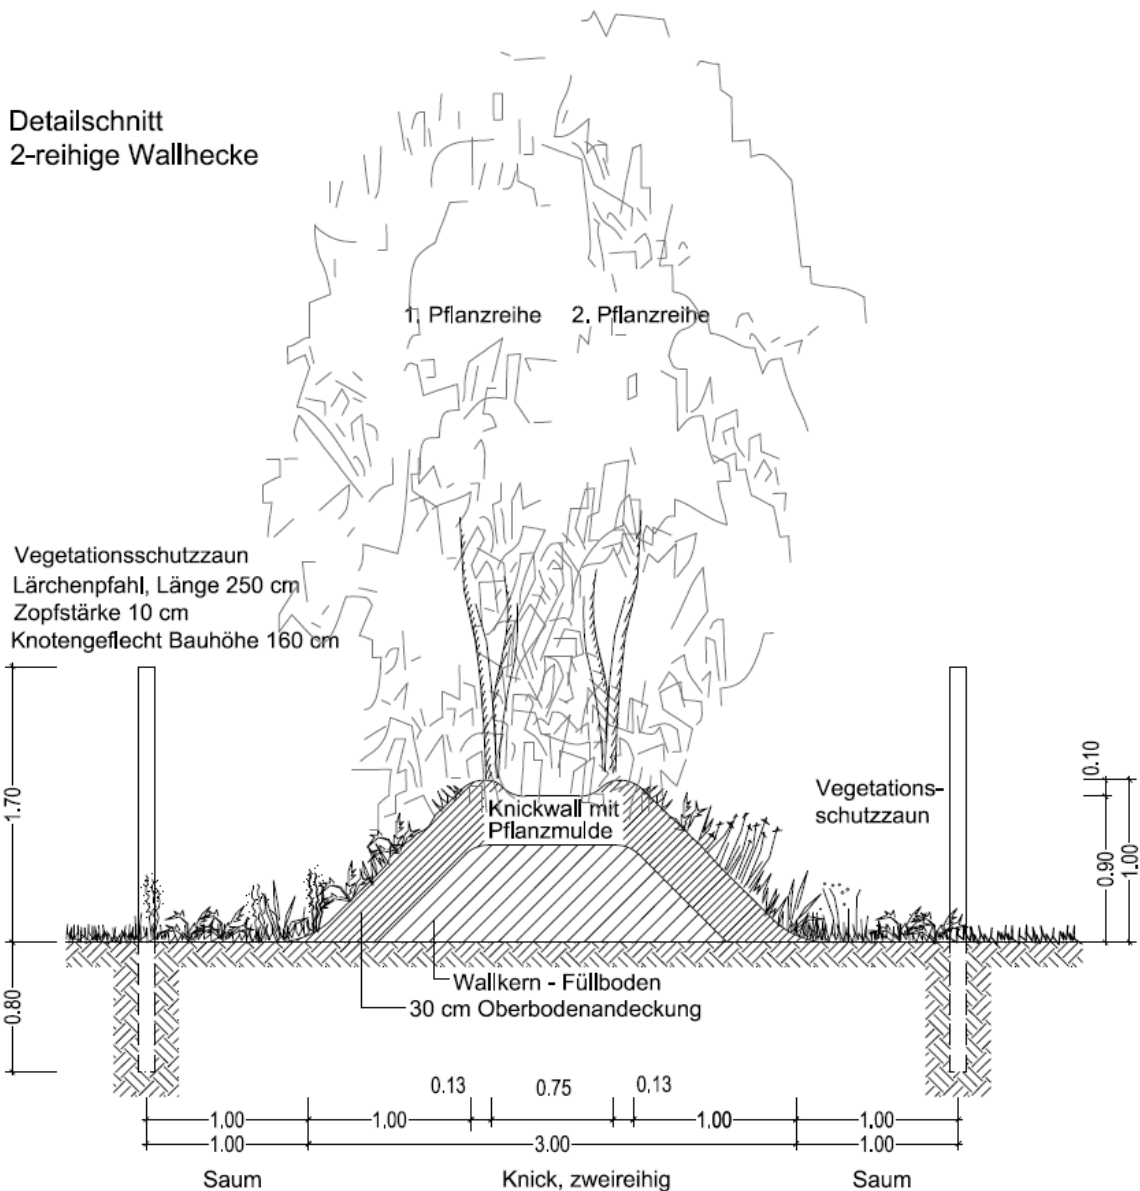 Detailschnitt
2-reihige Wallhecke
1. Pflanzreihe 2. Pflanzreihe
Vegetationsschutzzaun
Lärchenpfahl, Länge 250 cm
Zopfstärke 10 cm
Knotengeflecht Bauhöhe 160 cm
1.70
0.80
Knickwall mit
Pflanzmulde
Vegetations-
schutzzaun
0.10
0.90
1.00
Wallkern - Füllboden
30 cm Oberbodenandeckung
0.13 0.75 0.13
1.00 1.00 1.00 1.00
1.00 3.00 1.00
Saum Knick, zweireihig Saum